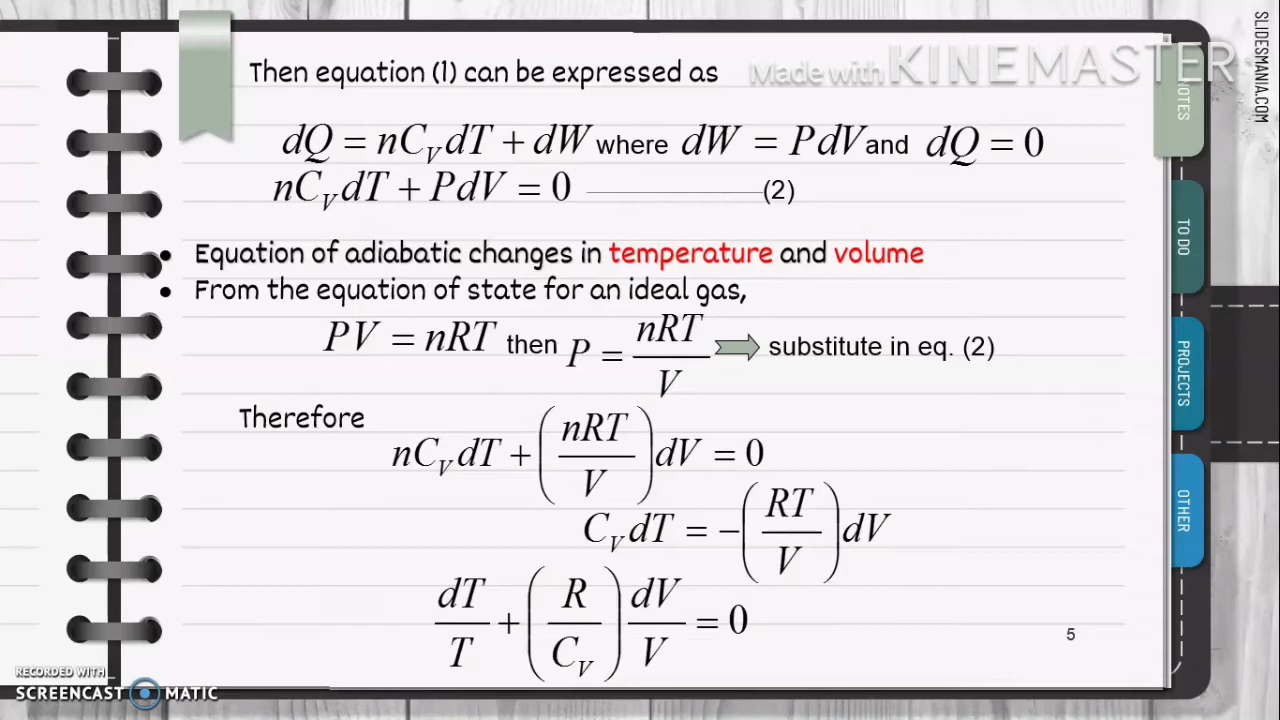 SLIDESMANIA.COM
Made with KINEMASTER
Then equation (1) can be expressed as
dQ = nC_V dT + dW where dW = PdV and dQ = 0
nC_V dT + PdV = 0 (2)
• Equation of adiabatic changes in temperature and volume
• From the equation of state for an ideal gas,
PV = nRT then P = nRT/V substitute in eq. (2)
Therefore
nC_V dT + (nRT/V) dV = 0
C_V dT = -(RT/V) dV
dT/T + (R/C_V) dV/V = 0
5
NOTES
TO DO
PROJECTS
OTHER
RECORDED WITH
SCREENCAST MATIC